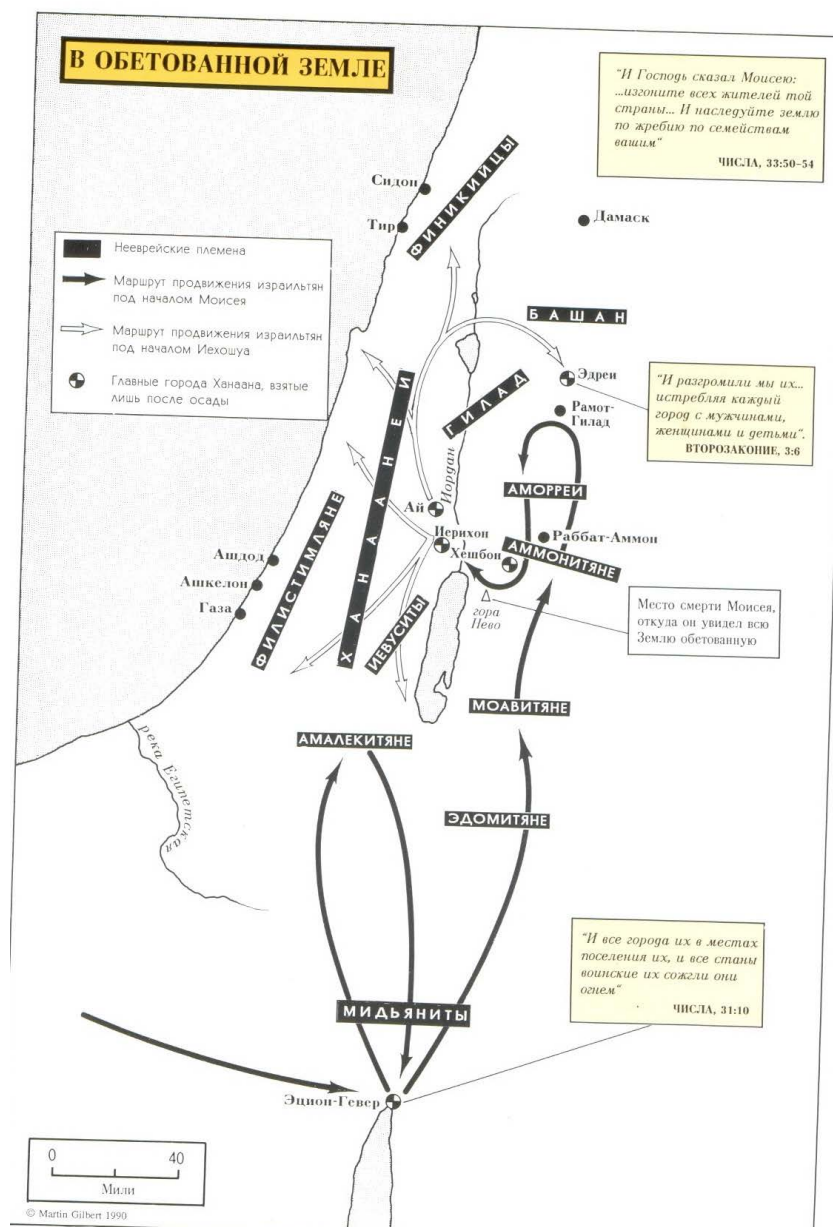 В ОБЕТОВАННОЙ ЗЕМЛЕ
"И Господь сказал Моисею:
...изгоните всех жителей той
страны... И наследуйте землю
по жребию по семействам
вашим"
ЧИСЛА, 33:50–54
Сидон
Тир
ФИНИКИЙЦЫ
Дамаск
Нееврейские племена
Маршрут продвижения израильтян
под началом Моисея
Маршрут продвижения израильтян
под началом Иехошуа
Главные города Ханаана, взятые
лишь после осады
БАШАН
Эдреи
ГИЛАД
Рамот-
Гилад
"И разгромили мы их...
истребляя каждый
город с мужчинами,
женщинами и детьми".
ВТОРОЗАКОНИЕ, 3:6
ХАНААНЕИ
Иордан
АМОРРЕИ
Ай
Иерихон
Хешбон
Раббат-Аммон
АММОНИТЯНЕ
Ашдод
Ашкелон
Газа
ФИЛИСТИМЛЯНЕ
ИЕВУСИТЫ
гора
Нево
Место смерти Моисея,
откуда он увидел всю
Землю обетованную
МОАВИТЯНЕ
АМАЛЕКИТЯНЕ
река Египетская
ЭДОМИТЯНЕ
"И все города их в местах
поселения их, и все станы
воинские их сожгли они
огнем"
ЧИСЛА, 31:10
МИДЬЯНИТЫ
Эцион-Гевер
0 40
Мили
© Martin Gilbert 1990